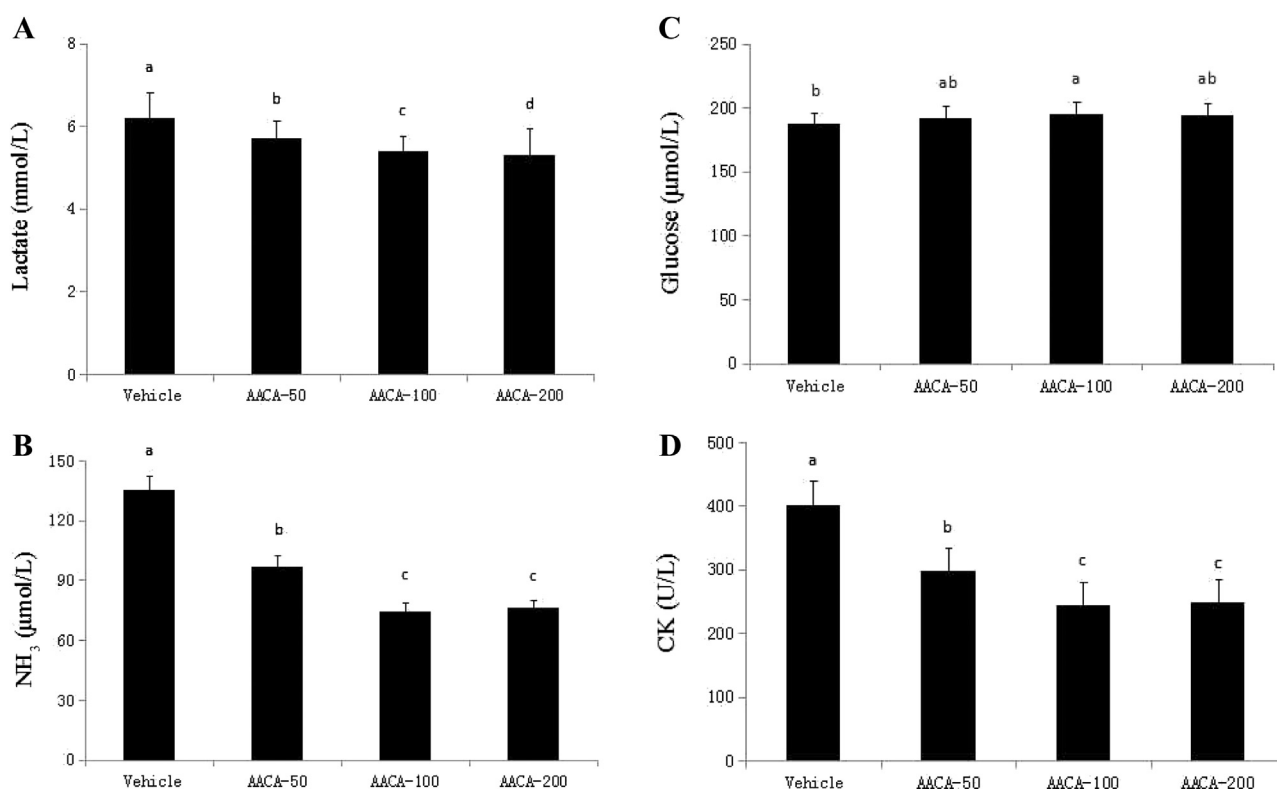 A
Lactate (mmol/L)
8
6
4
2
0
a
b
c
d
Vehicle
AACA-50
AACA-100
AACA-200
C
Glucose (μmol/L)
250
200
150
100
50
0
b
ab
a
ab
Vehicle
AACA-50
AACA-100
AACA-200
B
NH₃ (μmol/L)
150
120
90
60
30
0
a
b
c
c
Vehicle
AACA-50
AACA-100
AACA-200
D
CK (U/L)
500
400
300
200
100
0
a
b
c
c
Vehicle
AACA-50
AACA-100
AACA-200